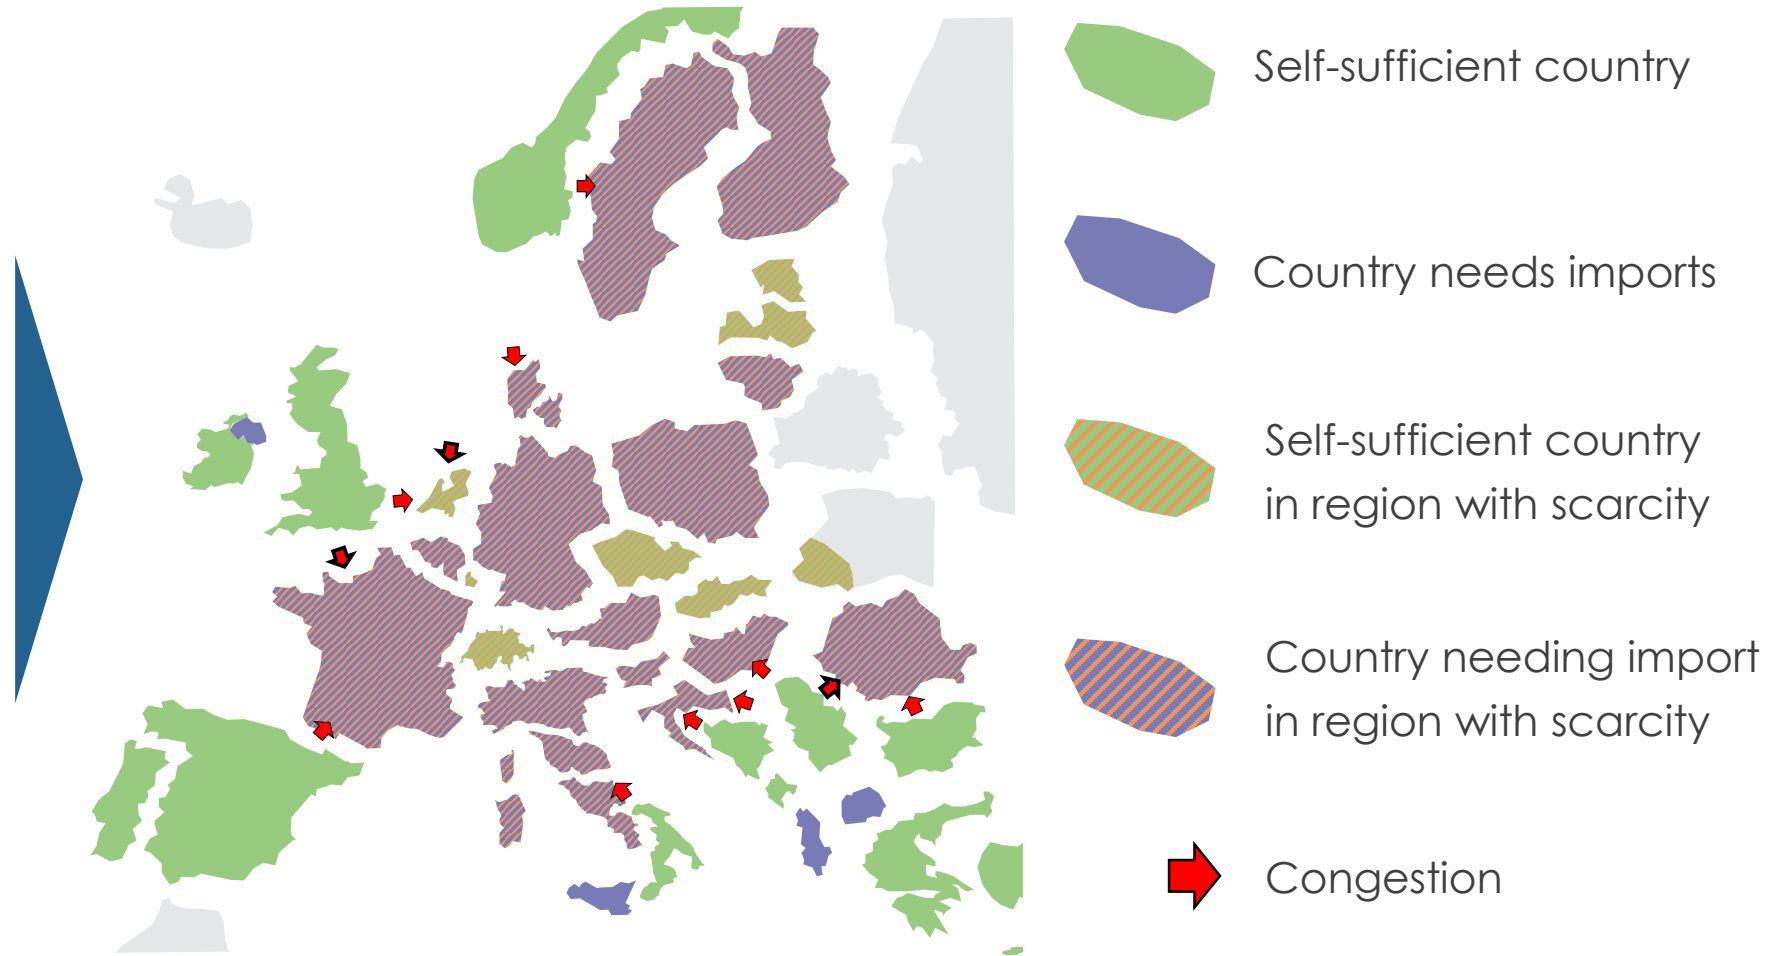 Self-sufficient country
Country needs imports
Self-sufficient country
in region with scarcity
Country needing import
in region with scarcity
Congestion